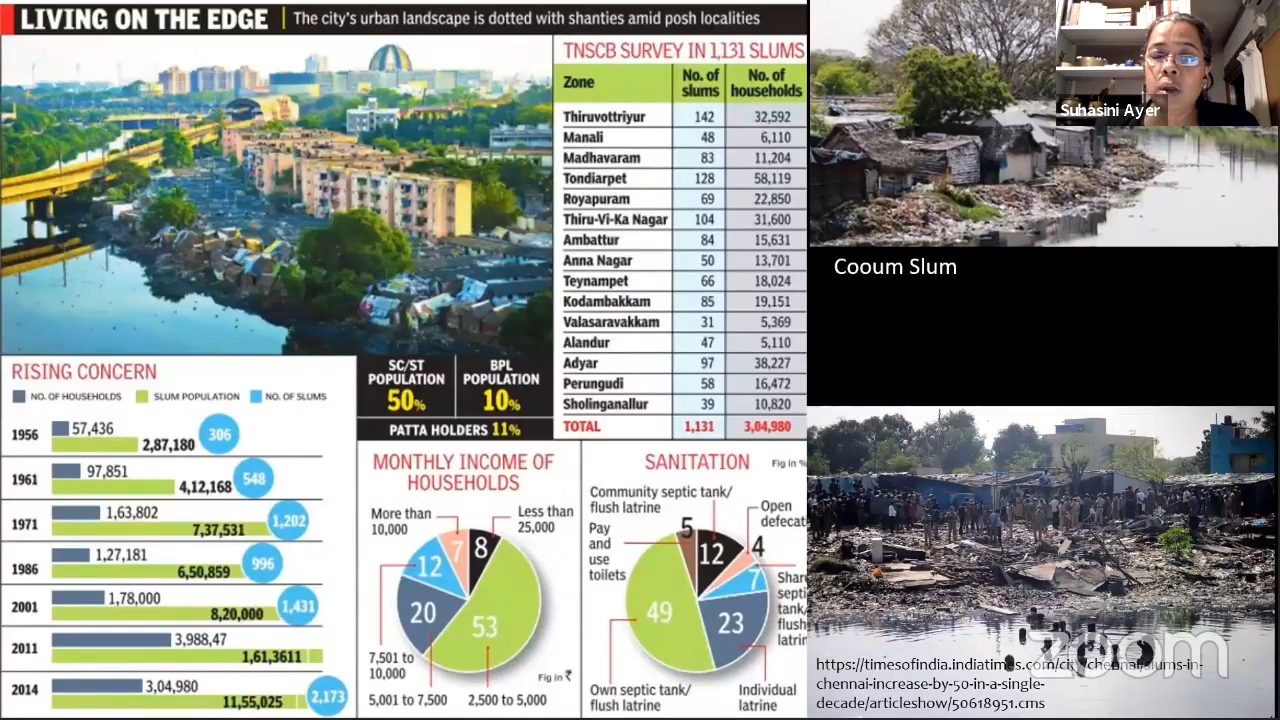 LIVING ON THE EDGE
The city's urban landscape is dotted with shanties amid posh localities
TNSCB SURVEY IN 1,131 SLUMS
Zone No. of slums No. of households
Thiruvottriyur 142 32,592
Manali 48 6,110
Madhavaram 83 11,204
Tondiarpet 128 58,119
Royapuram 69 22,850
Thiru-Vi-Ka Nagar 104 31,600
Ambattur 84 15,631
Anna Nagar 50 13,701
Teynampet 66 18,024
Kodambakkam 85 19,151
Valasaravakkam 31 5,369
Alandur 47 5,110
Adyar 97 38,227
Perungudi 58 16,472
Sholinganallur 39 10,820
TOTAL 1,131 3,04,980
RISING CONCERN
NO. OF HOUSEHOLDS SLUM POPULATION NO. OF SLUMS
1956 57,436 2,87,180 306
1961 97,851 4,12,168 548
1971 1,63,802 7,37,531 1,202
1986 1,27,181 6,50,859 996
2001 1,78,000 8,20,000 1,431
2011 3,988,47 1,61,3611
2014 3,04,980 11,55,025 2,173
SC/ST
POPULATION
50%
BPL
POPULATION
10%
PATTA HOLDERS 11%
MONTHLY INCOME OF
HOUSEHOLDS
More than
10,000
Less than
25,000
7
8
12
20
53
7,501 to
10,000
5,001 to 7,500
2,500 to 5,000
Fig in ₹
SANITATION
Fig in %
Community septic tank/
flush latrine
Open
defecat
Pay
and
use
toilets
5
12
4
7
49
23
Shar
septi
tank/
flush
latrin
Own septic tank/
flush latrine
Individual
latrine
Suhasini Ayer
Cooum Slum
zoom
https://timesofindia.indiatimes.com/city/chennai/slums-in-
chennai-increase-by-50-in-a-single-
decade/articleshow/50618951.cms